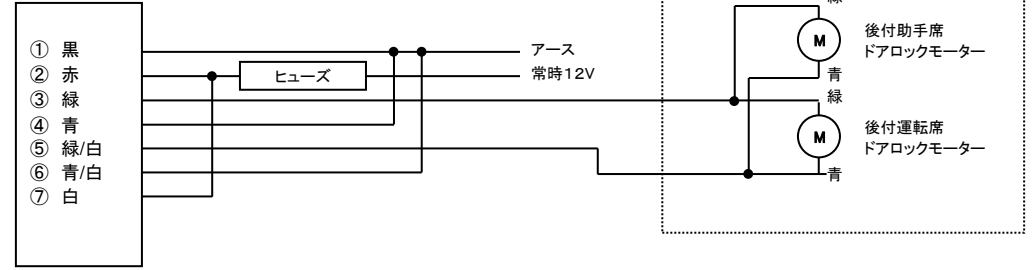 緑
① 黒
② 赤
③ 緑
④ 青
⑤ 緑/白
⑥ 青/白
⑦ 白
ヒューズ
アース
常時12V
M
後付助手席
ドアロックモーター
青
緑
M
後付運転席
ドアロックモーター
青